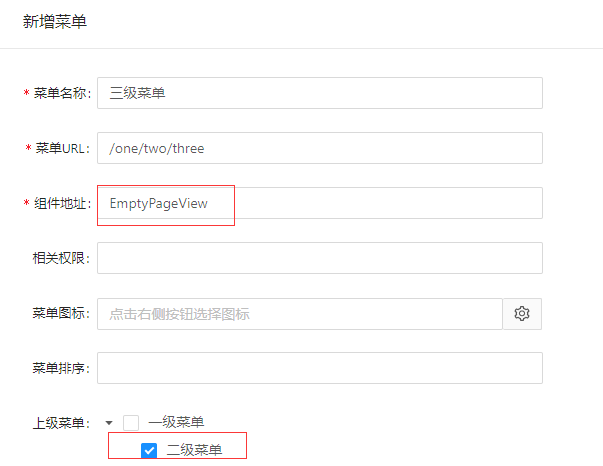 新增菜单
* 菜单名称: 三级菜单
* 菜单URL: /one/two/three
* 组件地址: EmptyPageView
相关权限:
菜单图标: 点击右侧按钮选择图标
菜单排序:
上级菜单: 一级菜单
二级菜单